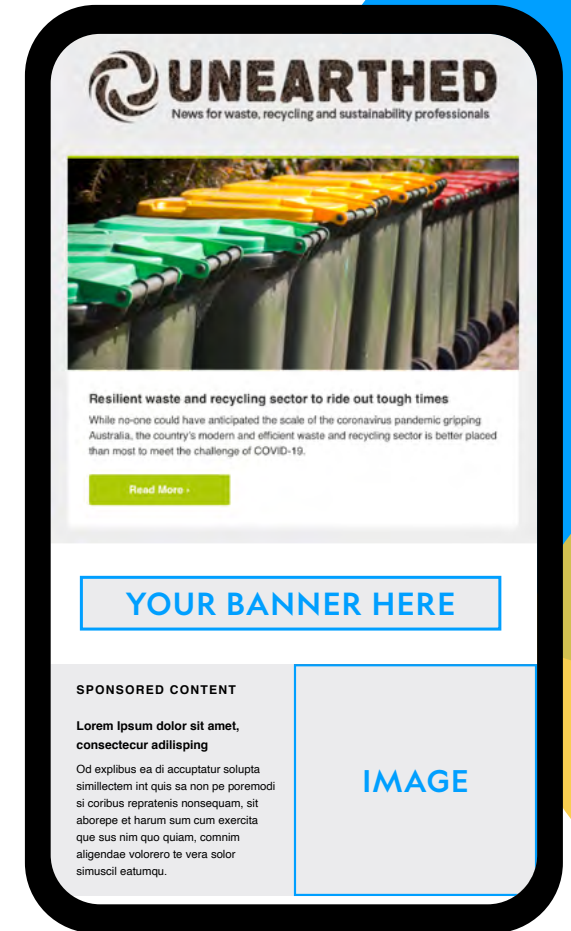 UNEARTHED
News for waste, recycling and sustainability professionals
Resilient waste and recycling sector to ride out tough times
While no-one could have anticipated the scale of the coronavirus pandemic gripping
Australia, the country's modern and efficient waste and recycling sector is better placed
than most to meet the challenge of COVID-19.
Read More ›
YOUR BANNER HERE
SPONSORED CONTENT
Lorem Ipsum dolor sit amet,
consectecur adilisping
Od explibus ea di accuptatur solupta
simillectem int quis sa non pe poremodi
si coribus repratenis nonsequam, sit
aborepe et harum sum cum exercita
que sus nim quo quiam, comnim
aligendae volorero te vera solor
simuscil eatumqu.
IMAGE